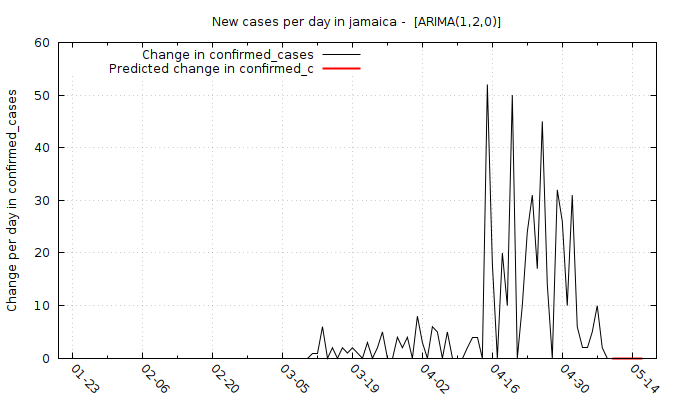 New cases per day in jamaica -  [ARIMA(1,2,0)]
Change in confirmed_cases
Predicted change in confirmed_c
Change per day in confirmed_cases
60
50
40
30
20
10
0
01-23 02-06 02-20 03-05 03-19 04-02 04-16 04-30 05-14